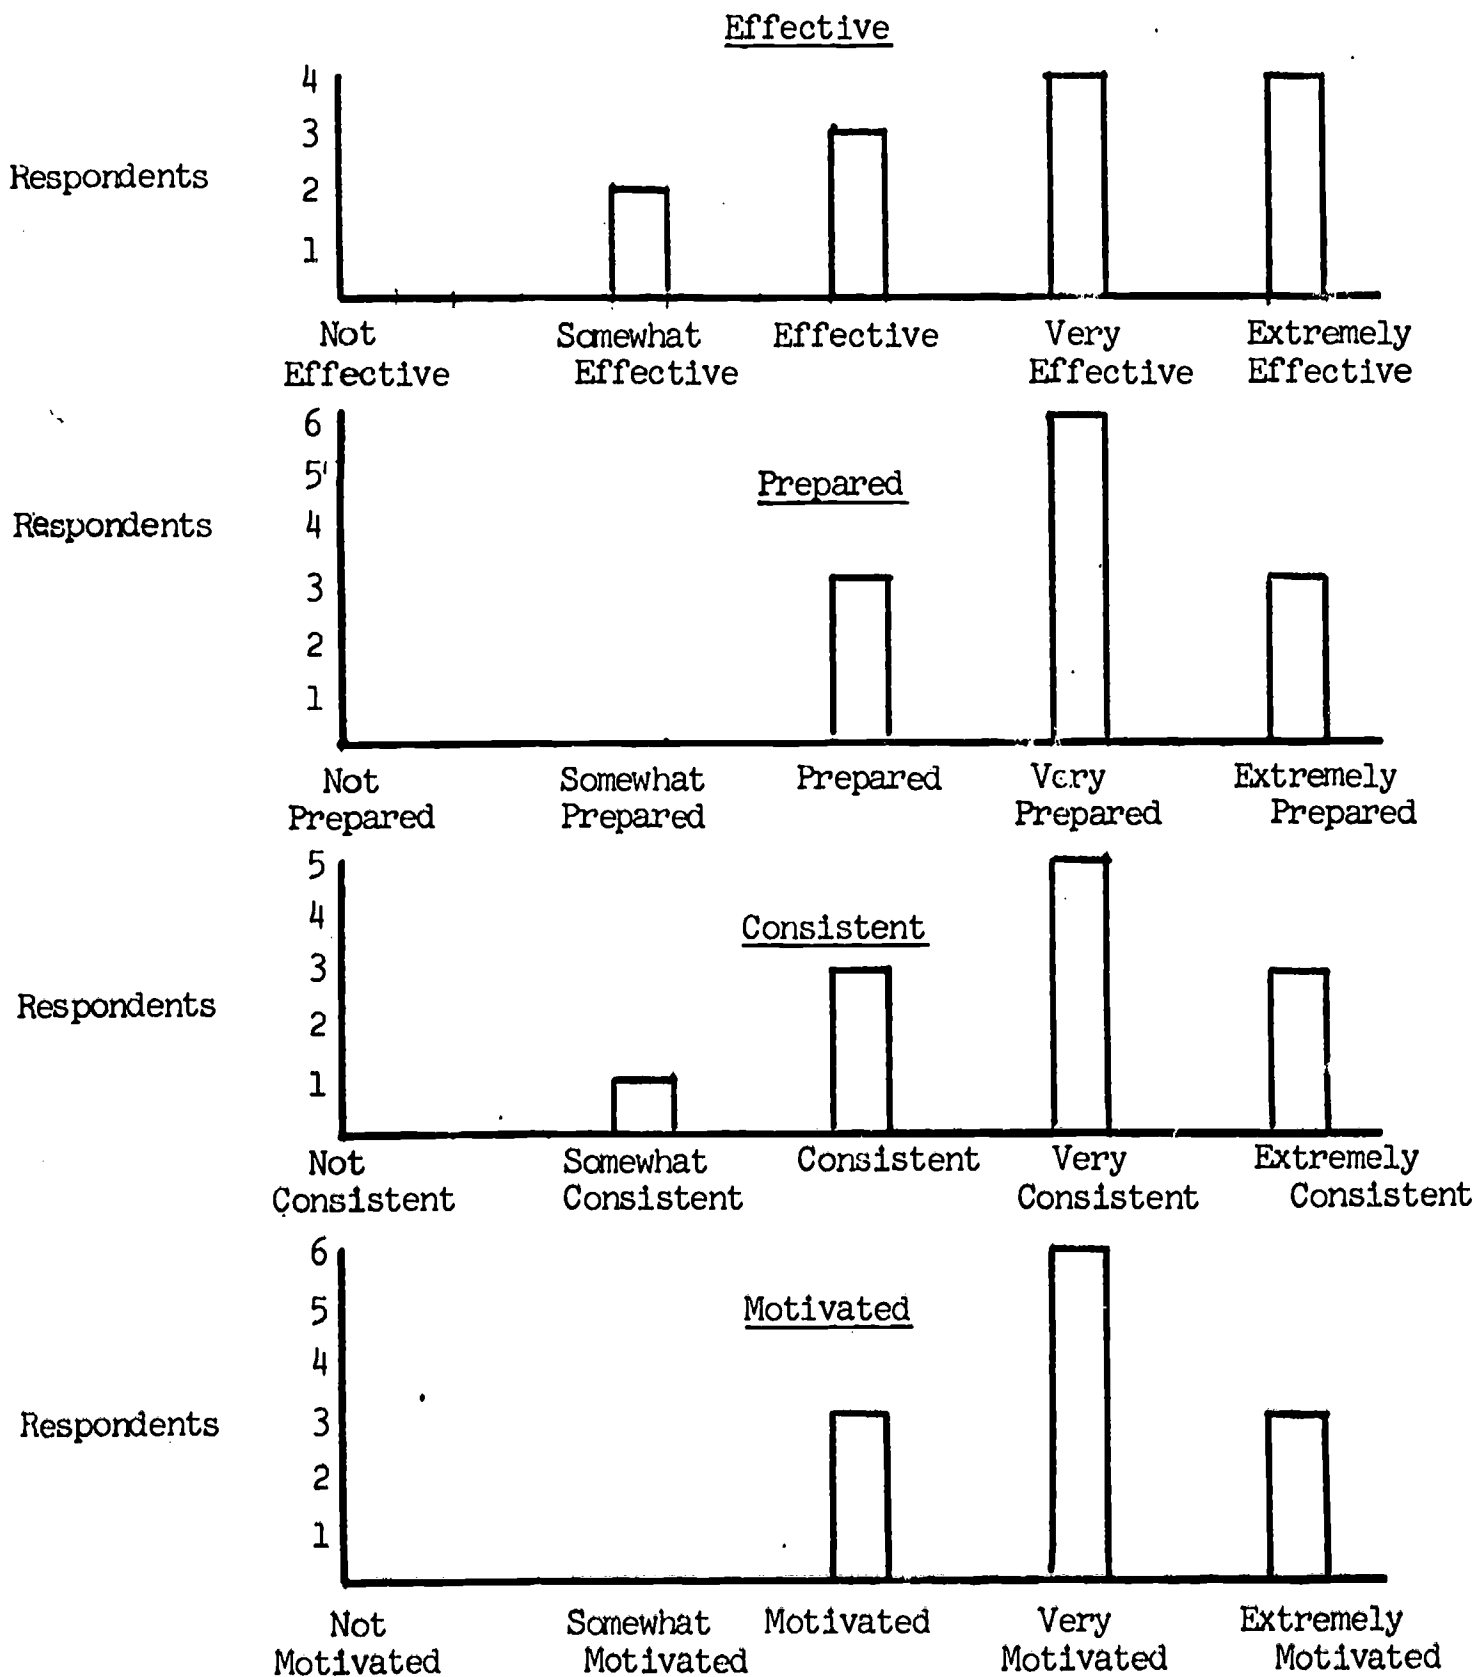 Effective
4
3
Respondents
2
1
Not Somewhat Effective Very Extremely
Effective Effective Effective Effective
6
5
Prepared
Respondents 4
3
2
1
Not Somewhat Prepared Very Extremely
Prepared Prepared Prepared Prepared
5
4
Consistent
3
Respondents
2
1
Not Somewhat Consistent Very Extremely
Consistent Consistent Consistent Consistent
6
5
Motivated
4
Respondents 3
2
1
Not Somewhat Motivated Very Extremely
Motivated Motivated Motivated Motivated